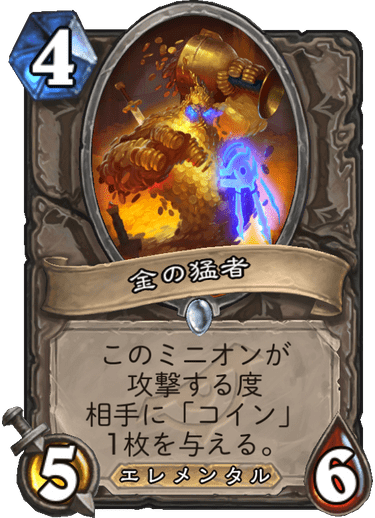 4
金の猛者
このミニオンが
攻撃する度
相手に「コイン」
1枚を与える。
エレメンタル
5
6